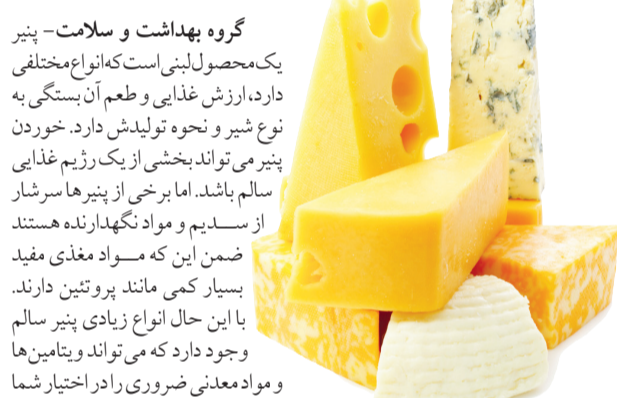 گروه بهداشت و سلامت- پنیر
یک محصول لبنی است که انواع مختلفی
دارد، ارزش غذایی و طعم آن بستگی به
نوع شیر و نحوه تولیدش دارد. خوردن
پنیر می‌تواند بخشی از یک رژیم غذایی
سالم باشد. اما برخی از پنیرها سرشار
از ســدیم و مواد نگهدارنده هستند
ضمن این که مــواد مغذی مفید
بسیار کمی مانند پروتئین دارند.
با این حال انواع زیادی پنیر سالم
وجود دارد که می‌تواند ویتامین‌ها
و مواد معدنی ضروری را در اختیار شما